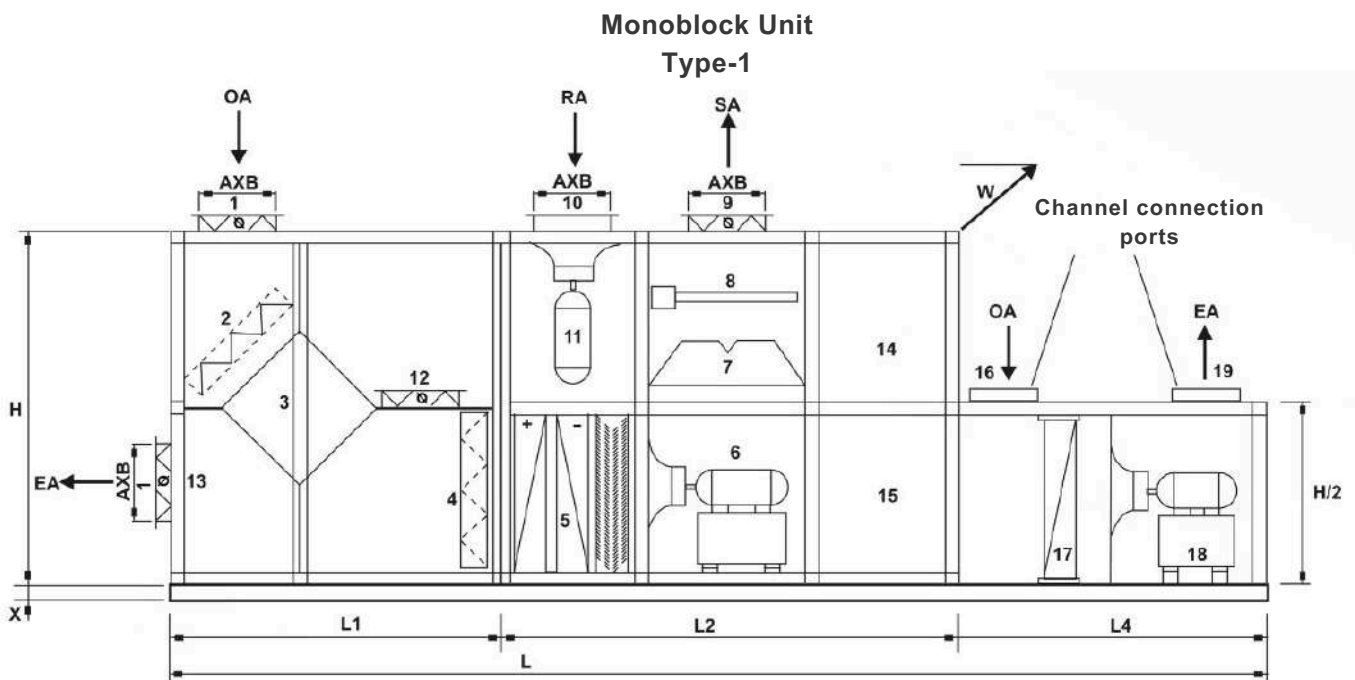 Monoblock Unit
Type-1
OA
RA
SA
AXB
1
AXB
10
AXB
9
W
Channel connection
ports
2
3
12
11
8
7
14
OA
16
EA
19
H
EA
AXB
1
13
4
+
-
5
6
15
17
18
H/2
X
L1
L2
L4
L